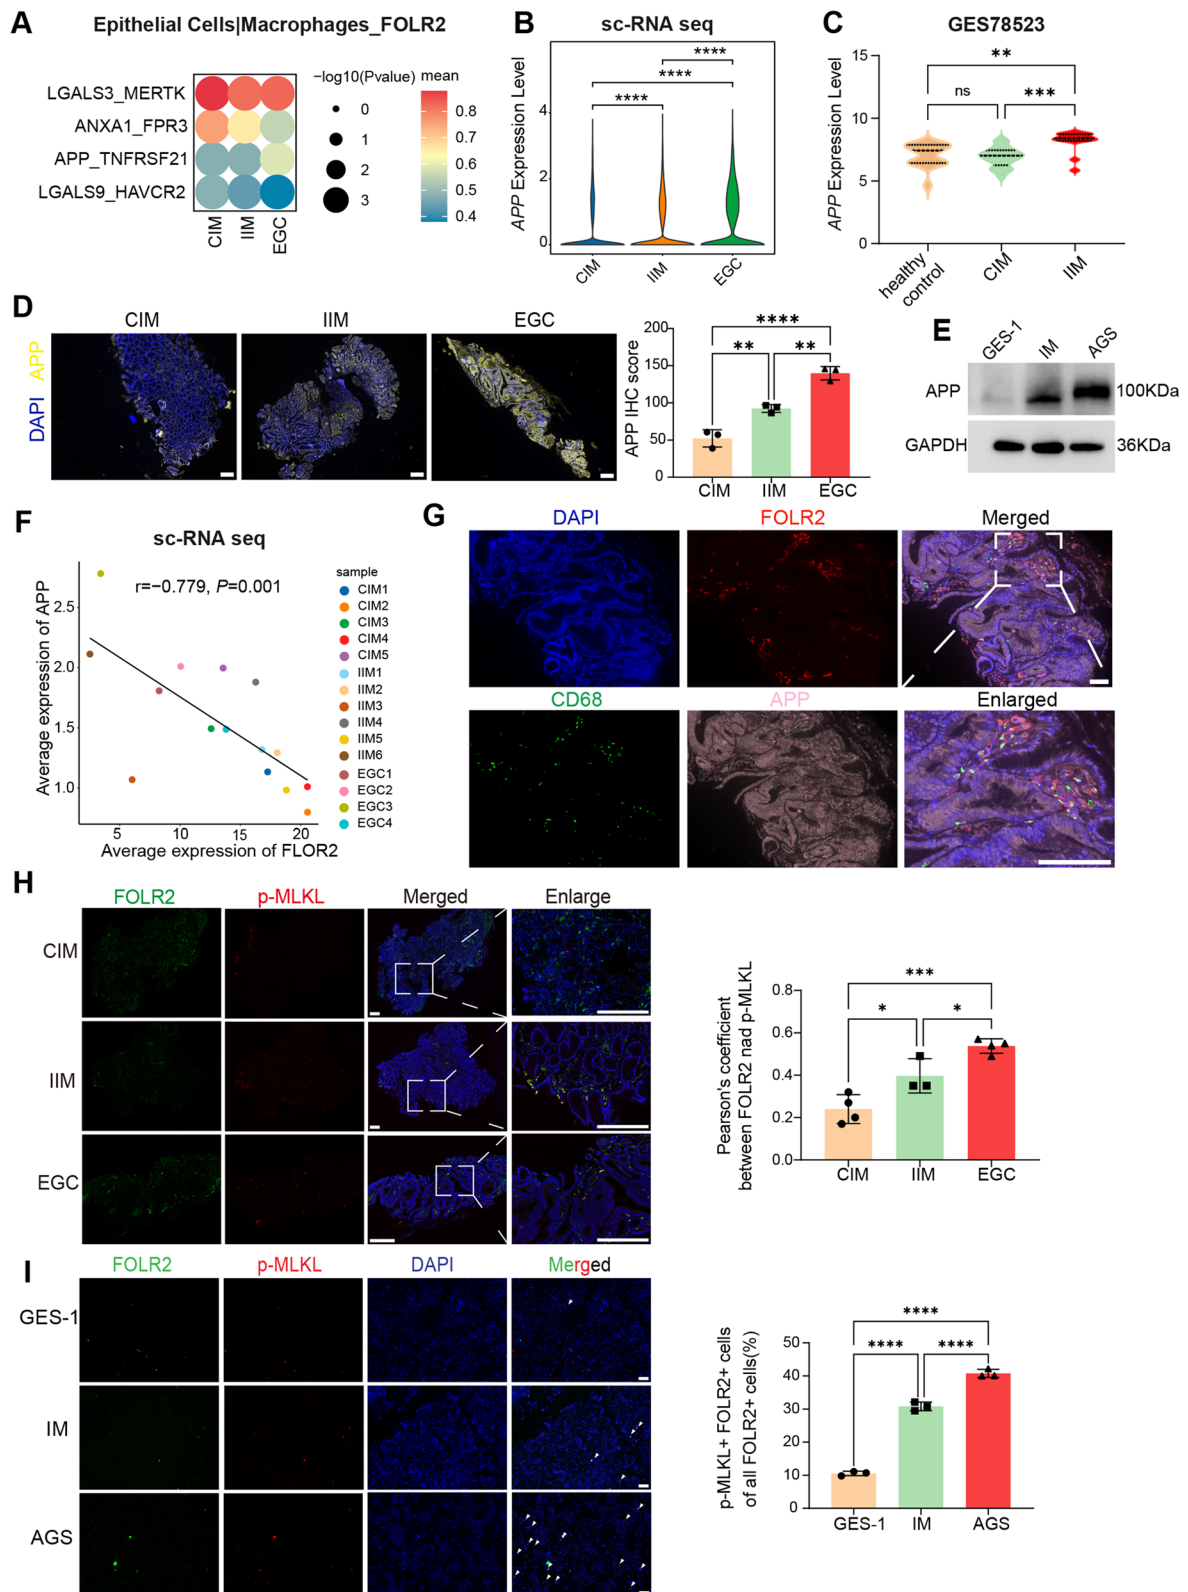 A
Epithelial Cells|Macrophages_FOLR2
LGALS3_MERTK
ANXA1_FPR3
APP_TNFRSF21
LGALS9_HAVCR2
CIM
IIM
EGC
−log10(Pvalue)
0
1
2
3
mean
0.8
0.7
0.6
0.5
0.4
B
sc-RNA seq
APP Expression Level
4
2
0
****
****
****
CIM
IIM
EGC
C
GES78523
APP Expression Level
15
10
5
0
**
ns
***
healthy
control
CIM
IIM
D
CIM
IIM
EGC
DAPI APP
APP IHC score
200
150
100
50
0
****
**
**
CIM
IIM
EGC
E
GES-1
IM
AGS
APP
100KDa
GAPDH
36KDa
F
sc-RNA seq
r=−0.779, P=0.001
Average expression of APP
2.5
2.0
1.5
1.0
5
10
15
20
Average expression of FLOR2
sample
CIM1
CIM2
CIM3
CIM4
CIM5
IIM1
IIM2
IIM3
IIM4
IIM5
IIM6
EGC1
EGC2
EGC3
EGC4
G
DAPI
FOLR2
Merged
CD68
APP
Enlarged
H
FOLR2
p-MLKL
Merged
Enlarge
CIM
IIM
EGC
Pearson's coefficient
between FOLR2 nad p-MLKL
0.8
0.6
0.4
0.2
0.0
***
*
*
CIM
IIM
EGC
I
FOLR2
p-MLKL
DAPI
Merged
GES-1
IM
AGS
p-MLKL+ FOLR2+ cells
of all FOLR2+ cells(%)
50
40
30
20
10
0
****
****
****
GES-1
IM
AGS